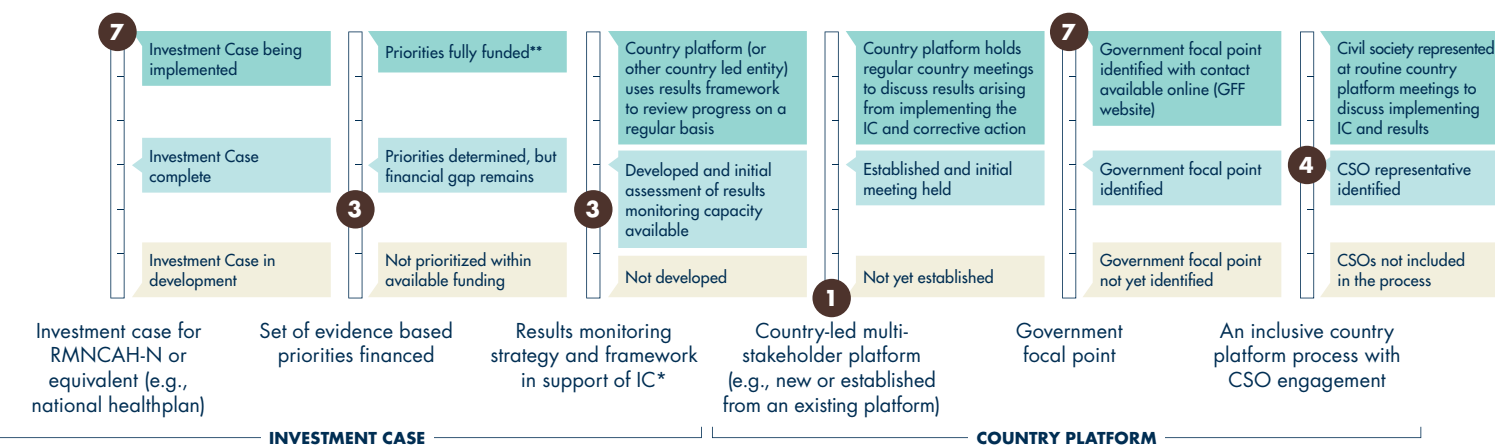 7
Investment Case being
implemented
Investment Case
complete
Investment Case in
development
Investment case for
RMNCAH-N or
equivalent (e.g.,
national healthplan)
Priorities fully funded**
Priorities determined, but
financial gap remains
3
Not prioritized within
available funding
Set of evidence based
priorities financed
Country platform (or
other country led entity)
uses results framework
to review progress on a
regular basis
Developed and initial
assessment of results
monitoring capacity
available
3
Not developed
Results monitoring
strategy and framework
in support of IC*
Country platform holds
regular country meetings
to discuss results arising
from implementing the
IC and corrective action
Established and initial
meeting held
Not yet established
1
Country-led multi-
stakeholder platform
(e.g., new or established
from an existing platform)
7
Government focal point
identified with contact
available online (GFF
website)
Government focal point
identified
Government focal point
not yet identified
Government
focal point
Civil society represented
at routine country
platform meetings to
discuss implementing
IC and results
4
CSO representative
identified
CSOs not included
in the process
An inclusive country
platform process with
CSO engagement
INVESTMENT CASE
COUNTRY PLATFORM